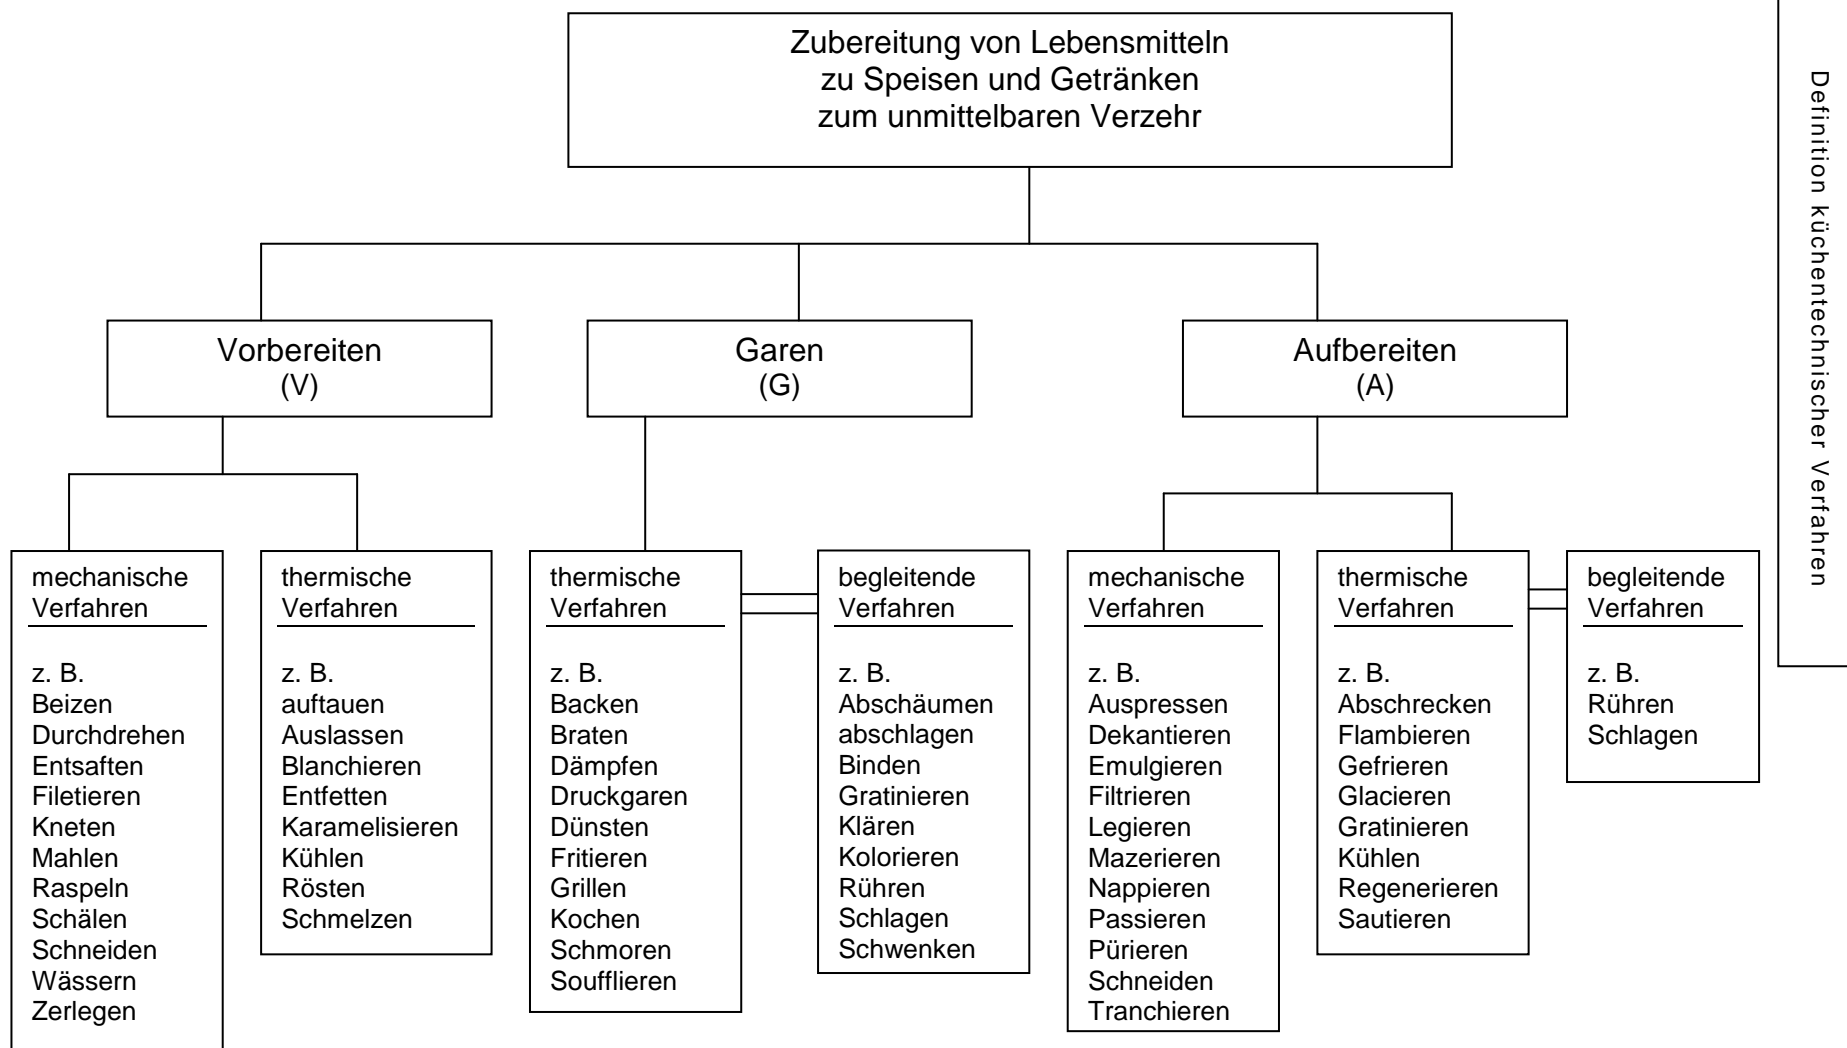 Zubereitung von Lebensmitteln
zu Speisen und Getränken
zum unmittelbaren Verzehr
Definition küchentechnischer Verfahren
Vorbereiten
(V)
Garen
(G)
Aufbereiten
(A)
mechanische
Verfahren
z. B.
Beizen
Durchdrehen
Entsaften
Filetieren
Kneten
Mahlen
Raspeln
Schälen
Schneiden
Wässern
Zerlegen
thermische
Verfahren
z. B.
auftauen
Auslassen
Blanchieren
Entfetten
Karamelisieren
Kühlen
Rösten
Schmelzen
thermische
Verfahren
z. B.
Backen
Braten
Dämpfen
Druckgaren
Dünsten
Fritieren
Grillen
Kochen
Schmoren
Soufflieren
begleitende
Verfahren
z. B.
Abschäumen
abschlagen
Binden
Gratinieren
Klären
Kolorieren
Rühren
Schlagen
Schwenken
mechanische
Verfahren
z. B.
Auspressen
Dekantieren
Emulgieren
Filtrieren
Legieren
Mazerieren
Nappieren
Passieren
Pürieren
Schneiden
Tranchieren
thermische
Verfahren
z. B.
Abschrecken
Flambieren
Gefrieren
Glacieren
Gratinieren
Kühlen
Regenerieren
Sautieren
begleitende
Verfahren
z. B.
Rühren
Schlagen